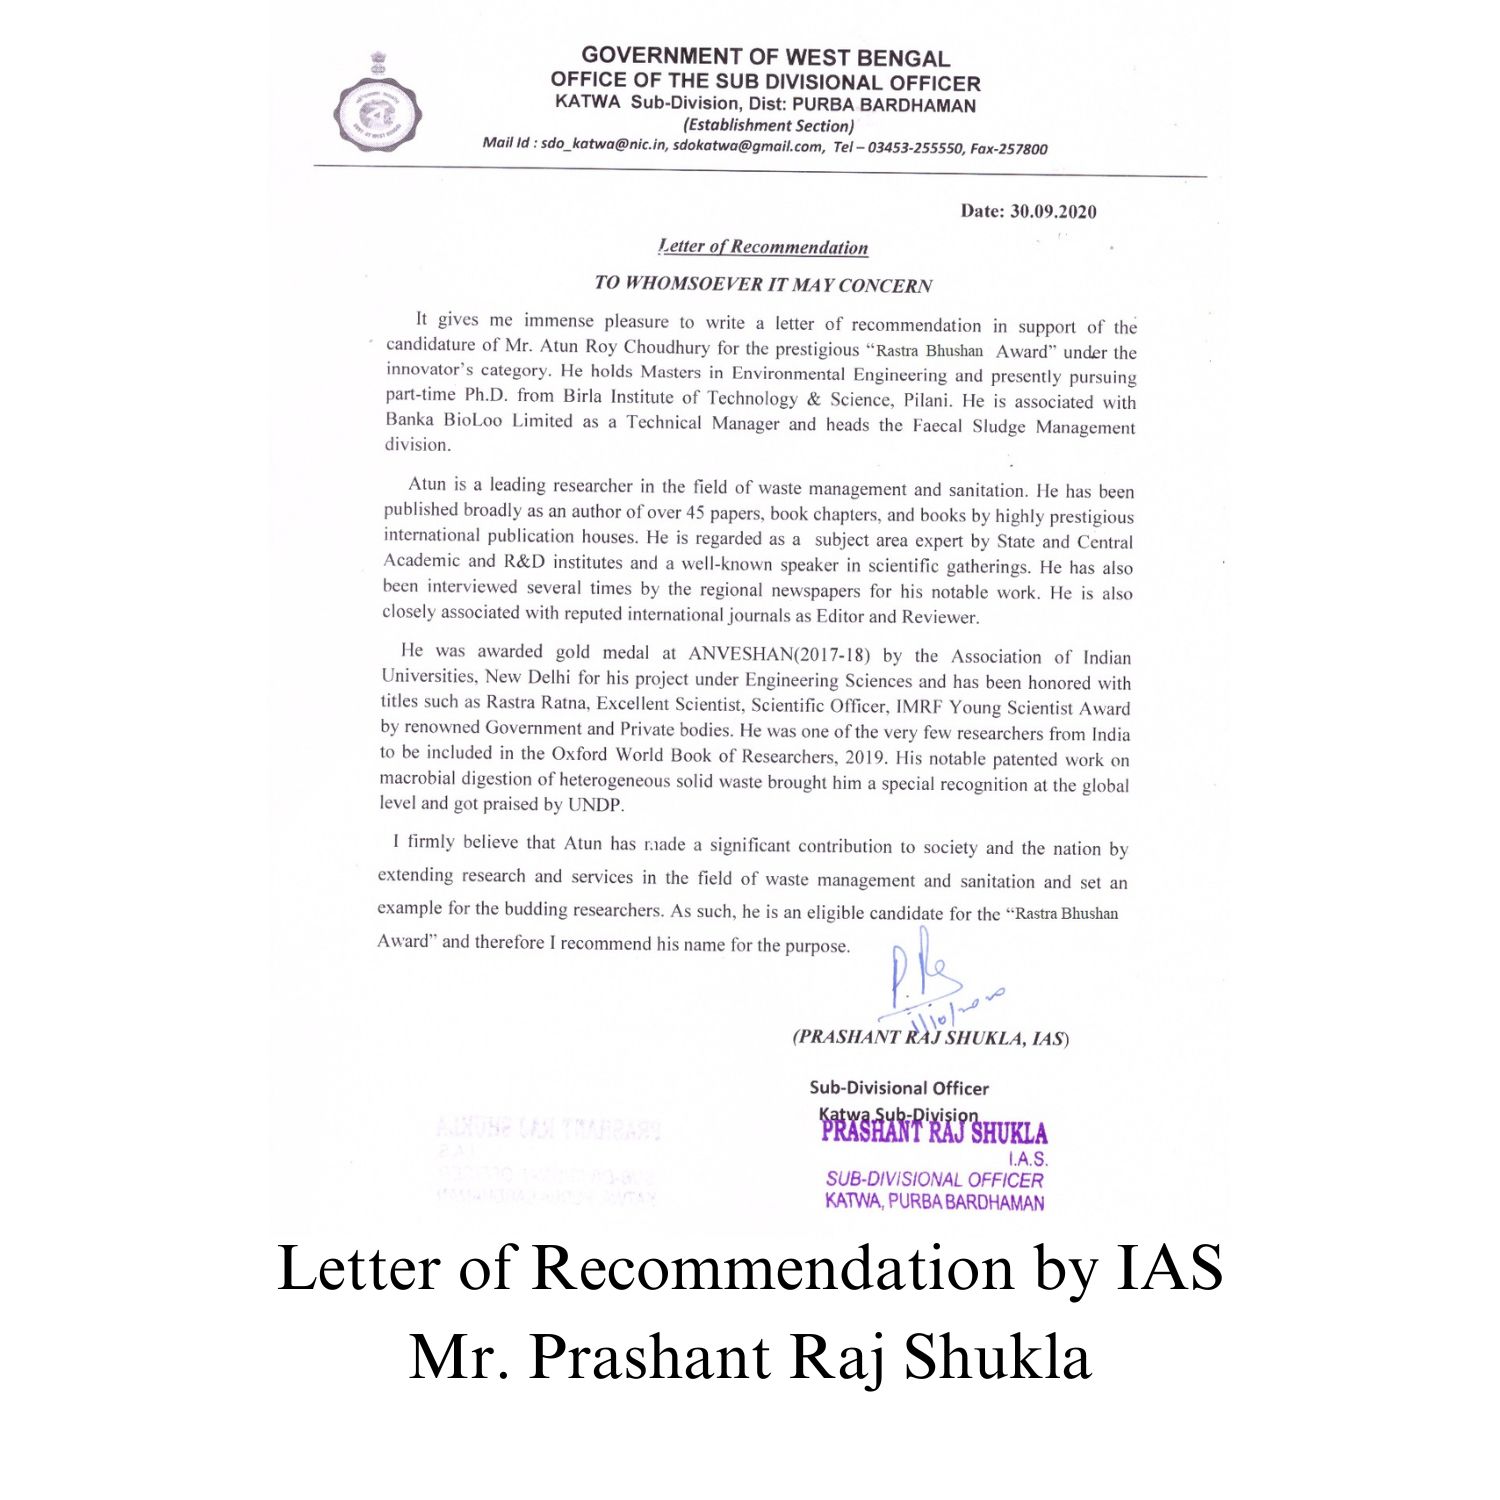 GOVERNMENT OF WEST BENGAL
OFFICE OF THE SUB DIVISIONAL OFFICER
KATWA Sub-Division, Dist: PURBA BARDHAMAN
(Establishment Section)
Mail Id : sdo_katwa@nic.in, sdokatwa@gmail.com, Tel – 03453-255550, Fax-257800
Date: 30.09.2020
Letter of Recommendation
TO WHOMSOEVER IT MAY CONCERN
It gives me immense pleasure to write a letter of recommendation in support of the
candidature of Mr. Atun Roy Choudhury for the prestigious “Rastra Bhushan Award” under the
innovator’s category. He holds Masters in Environmental Engineering and presently pursuing
part-time Ph.D. from Birla Institute of Technology & Science, Pilani. He is associated with
Banka BioLoo Limited as a Technical Manager and heads the Faecal Sludge Management
division.
Atun is a leading researcher in the field of waste management and sanitation. He has been
published broadly as an author of over 45 papers, book chapters, and books by highly prestigious
international publication houses. He is regarded as a subject area expert by State and Central
Academic and R&D institutes and a well-known speaker in scientific gatherings. He has also
been interviewed several times by the regional newspapers for his notable work. He is also
closely associated with reputed international journals as Editor and Reviewer.
He was awarded gold medal at ANVESHAN(2017-18) by the Association of Indian
Universities, New Delhi for his project under Engineering Sciences and has been honored with
titles such as Rastra Ratna, Excellent Scientist, Scientific Officer, IMRF Young Scientist Award
by renowned Government and Private bodies. He was one of the very few researchers from India
to be included in the Oxford World Book of Researchers, 2019. His notable patented work on
macrobial digestion of heterogeneous solid waste brought him a special recognition at the global
level and got praised by UNDP.
I firmly believe that Atun has made a significant contribution to society and the nation by
extending research and services in the field of waste management and sanitation and set an
example for the budding researchers. As such, he is an eligible candidate for the “Rastra Bhushan
Award” and therefore I recommend his name for the purpose.
(PRASHANT RAJ SHUKLA, IAS)
Sub-Divisional Officer
Katwa Sub-Division
PRASHANT RAJ SHUKLA
I.A.S.
SUB-DIVISIONAL OFFICER
KATWA, PURBA BARDHAMAN
Letter of Recommendation by IAS
Mr. Prashant Raj Shukla